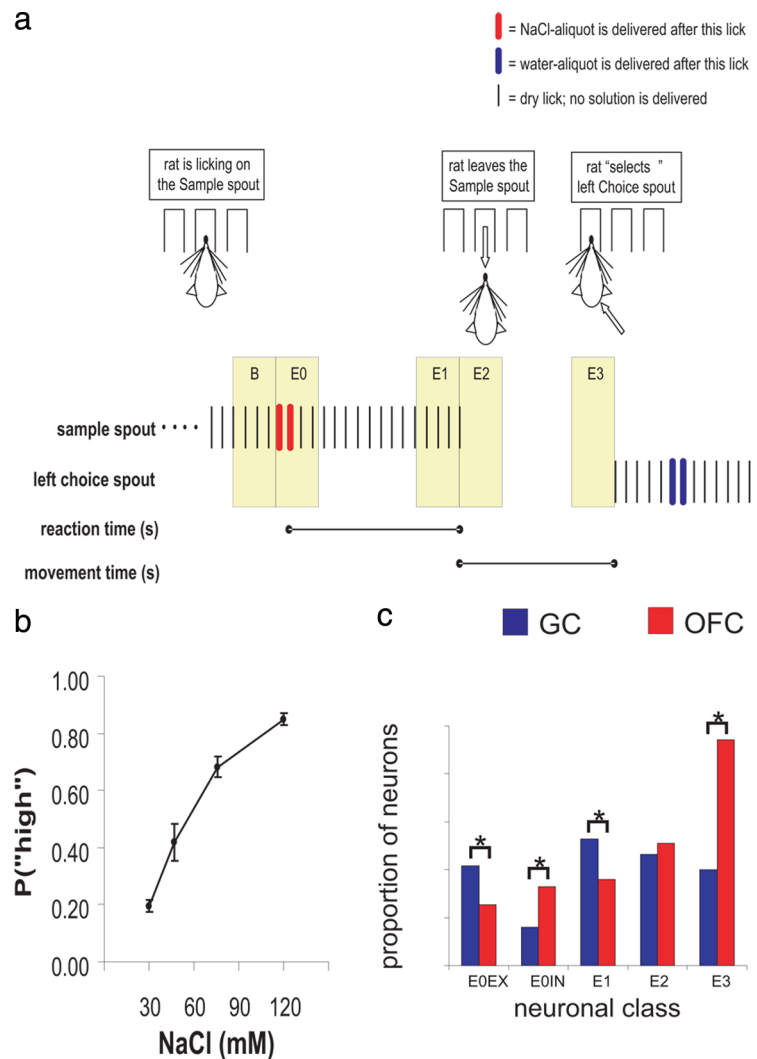 a
= NaCl-aliquot is delivered after this lick
= water-aliquot is delivered after this lick
= dry lick; no solution is delivered
rat is licking on
the Sample spout
rat leaves the
Sample spout
rat "selects "
left Choice spout
B
E0
E1
E2
E3
sample spout
left choice spout
reaction time (s)
movement time (s)
b
1.00
0.80
0.60
0.40
0.20
0.00
P("high")
30
60
90
120
NaCl (mM)
c
GC
OFC
*
*
*
*
proportion of neurons
E0EX
E0IN
E1
E2
E3
neuronal class